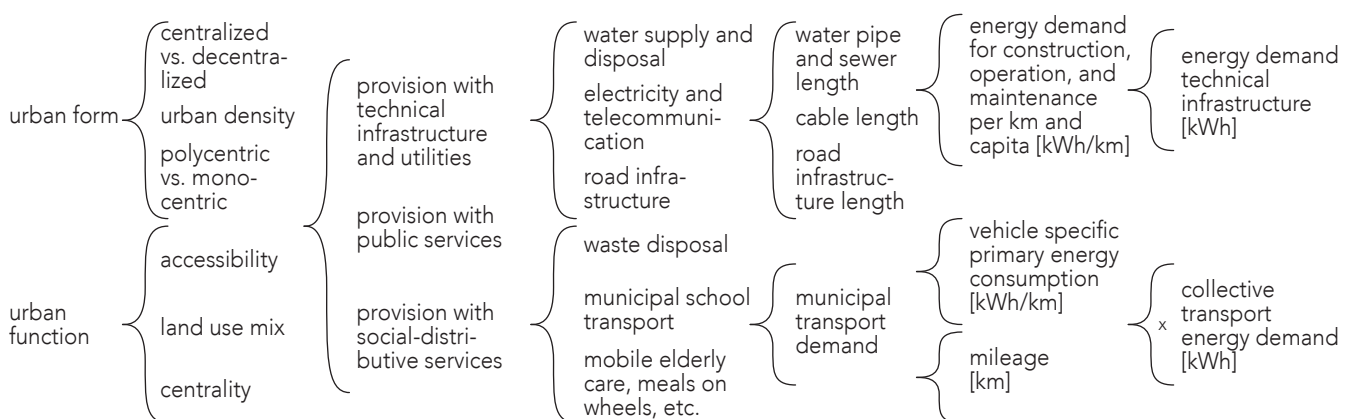 urban form
urban
function
centralized
vs. decentra-
lized
urban density
polycentric
vs. mono-
centric
accessibility
land use mix
centrality
provision with
technical
infrastructure
and utilities
provision with
public services
provision with
social-distri-
butive services
water supply and
disposal
electricity and
telecommuni-
cation
road infra-
structure
waste disposal
municipal school
transport
mobile elderly
care, meals on
wheels, etc.
water pipe
and sewer
length
cable length
road
infrastruc-
ture length
municipal
transport
demand
energy demand
for construction,
operation, and
maintenance
per km and
capita [kWh/km]
vehicle specific
primary energy
consumption
[kWh/km]
mileage
[km]
energy demand
technical
infrastructure
[kWh]
x
collective
transport
energy demand
[kWh]